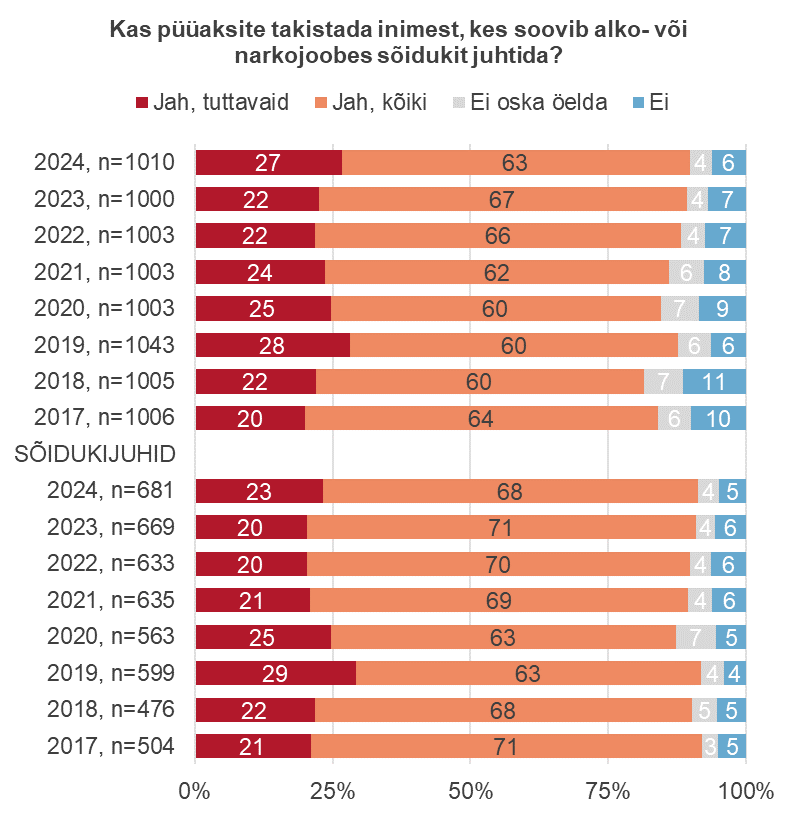 Kas püüaksite takistada inimest, kes soovib alko- või
narkojoobes sõidukit juhtida?
Jah, tuttavaid Jah, kõiki Ei oska öelda Ei
2024, n=1010 27 63 4 6
2023, n=1000 22 67 4 7
2022, n=1003 22 66 4 7
2021, n=1003 24 62 6 8
2020, n=1003 25 60 7 9
2019, n=1043 28 60 6 6
2018, n=1005 22 60 7 11
2017, n=1006 20 64 6 10
SÕIDUKIJUHID
2024, n=681 23 68 4 5
2023, n=669 20 71 4 6
2022, n=633 20 70 4 6
2021, n=635 21 69 4 6
2020, n=563 25 63 7 5
2019, n=599 29 63 4 4
2018, n=476 22 68 5 5
2017, n=504 21 71 3 5
0% 25% 50% 75% 100%